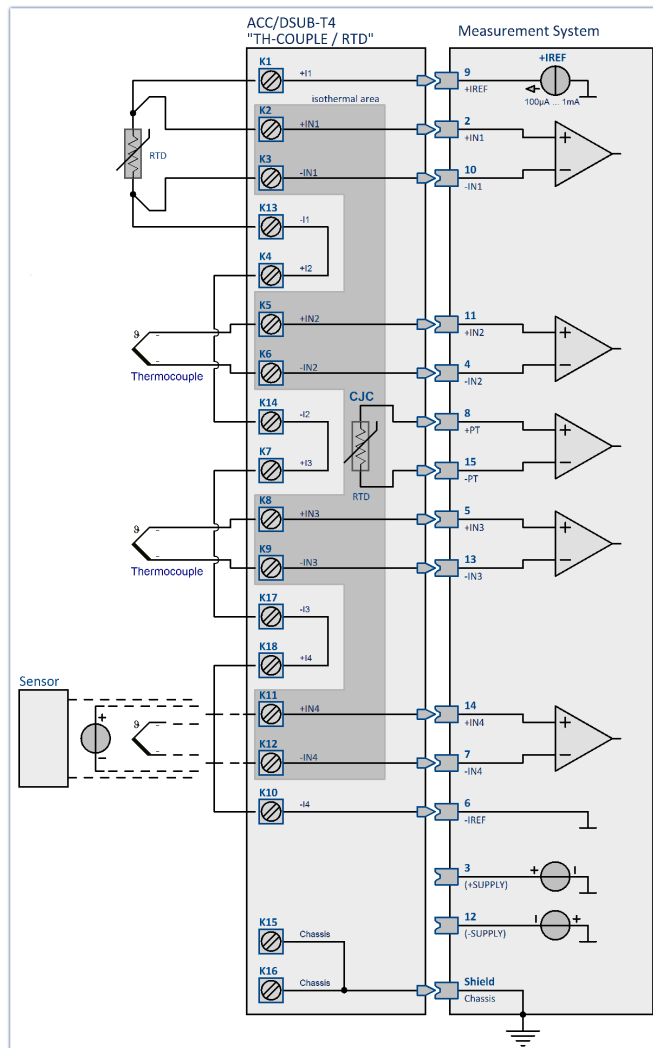 ACC/DSUB-T4
"TH-COUPLE / RTD"
Measurement System
K1
+I1
9
+IREF
+IREF
100µA ... 1mA
isothermal area
K2
+IN1
2
+IN1
+
−
RTD
K3
-IN1
10
-IN1
K13
-I1
K4
+I2
K5
+IN2
11
+IN2
+
−
ϑ
-
-
Thermocouple
K6
-IN2
4
-IN2
CJC
K14
-I2
8
+PT
+
−
K7
+I3
15
-PT
RTD
K8
+IN3
5
+IN3
+
−
ϑ
-
-
Thermocouple
K9
-IN3
13
-IN3
K17
-I3
K18
+I4
Sensor
K11
+IN4
14
+IN4
+
−
+
−
ϑ
-
-
K12
-IN4
7
-IN4
K10
-I4
6
-IREF
3
(+SUPPLY)
+
I
12
(-SUPPLY)
I
+
K15
Chassis
K16
Chassis
Shield
Chassis